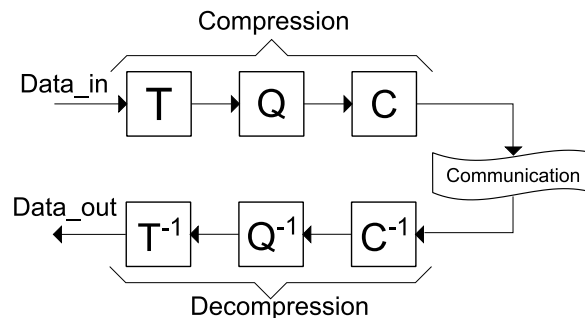 Compression
Data_in
T
Q
C
Communication
Data_out
T-1
Q-1
C-1
Decompression